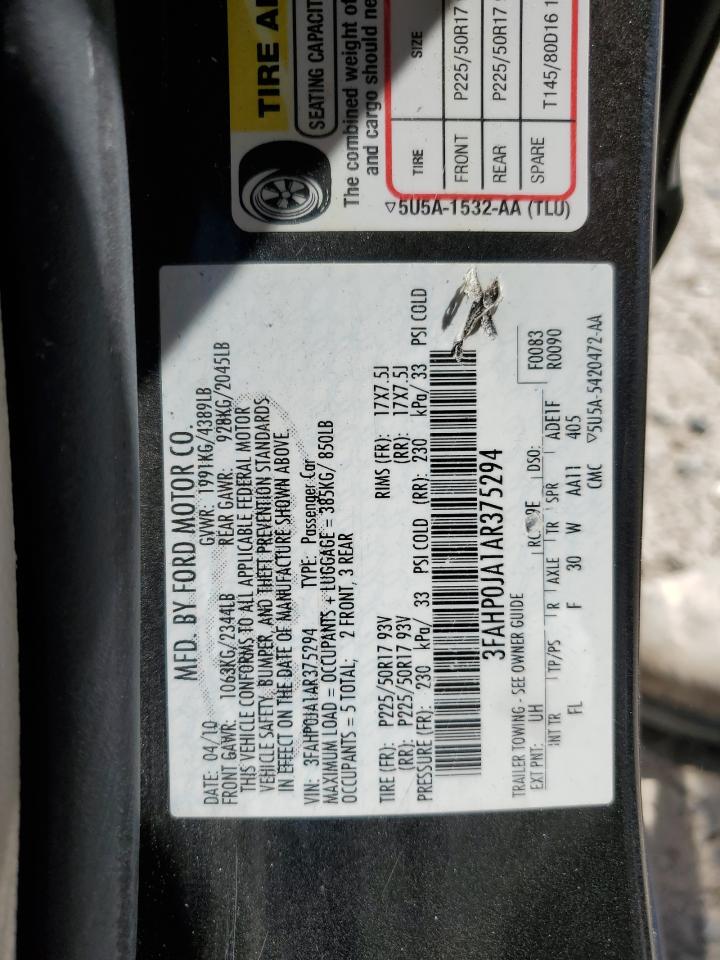 MFD. BY FORD MOTOR CO.
DATE: 04/10 GVWR: 1991KG/4389LB
FRONT GAWR: 1063KG/2344LB REAR GAWR: 928KG/2045LB
THIS VEHICLE CONFORMS TO ALL APPLICABLE FEDERAL MOTOR
VEHICLE SAFETY, BUMPER, AND THEFT PREVENTION STANDARDS
IN EFFECT ON THE DATE OF MANUFACTURE SHOWN ABOVE.
VIN: 3FAHP0JA1AR375294 TYPE: Passenger Car
MAXIMUM LOAD = OCCUPANTS + LUGGAGE = 385KG/ 850LB
OCCUPANTS = 5 TOTAL; 2 FRONT, 3 REAR
TIRE (FR): P225/50R17 93V RIMS (FR): 17X7.5J
(RR): P225/50R17 93V (RR): 17X7.5J
PRESSURE (FR): 230 kPa/ 33 PSI COLD (RR): 230 kPa/ 33 PSI COLD
3FAHP0JA1AR375294
TRAILER TOWING - SEE OWNER GUIDE
F0083
EXT PNT: UH DSO: R0090
INT TR TP/PS R AXLE TR SPR ADE1F
FL F 30 W AA11 405
CMC ▽5U5A-5420472-AA
TIRE
SEATING CAPACITY
The combined weight of
and cargo should
TIRE SIZE
FRONT P225/50R17
REAR P225/50R17
SPARE T145/80D16
▽5U5A-1532-AA (TLU)